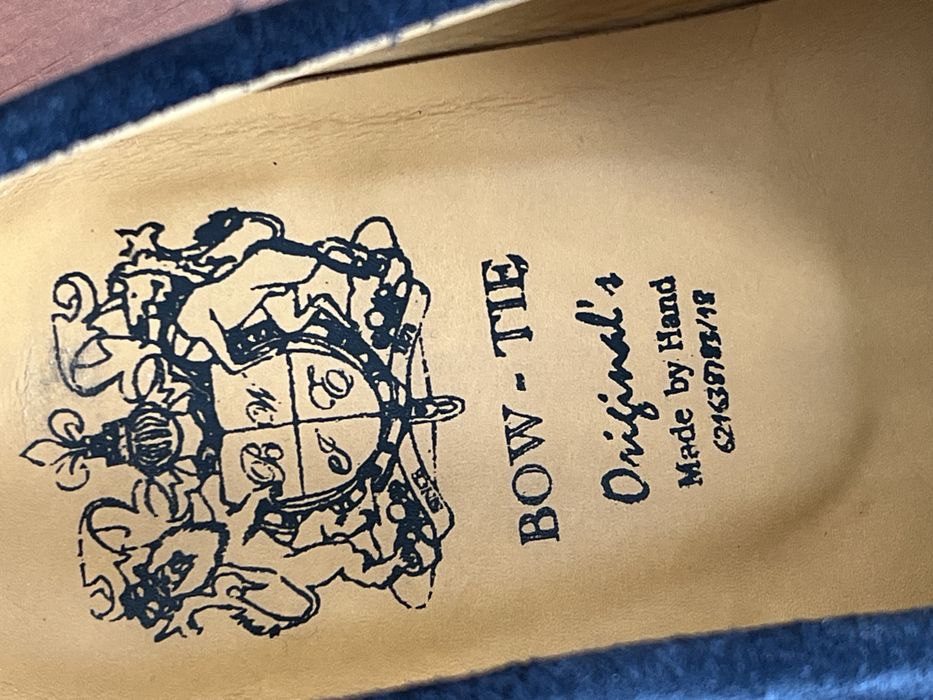 BOW - TIE
Original's
Made by Hand